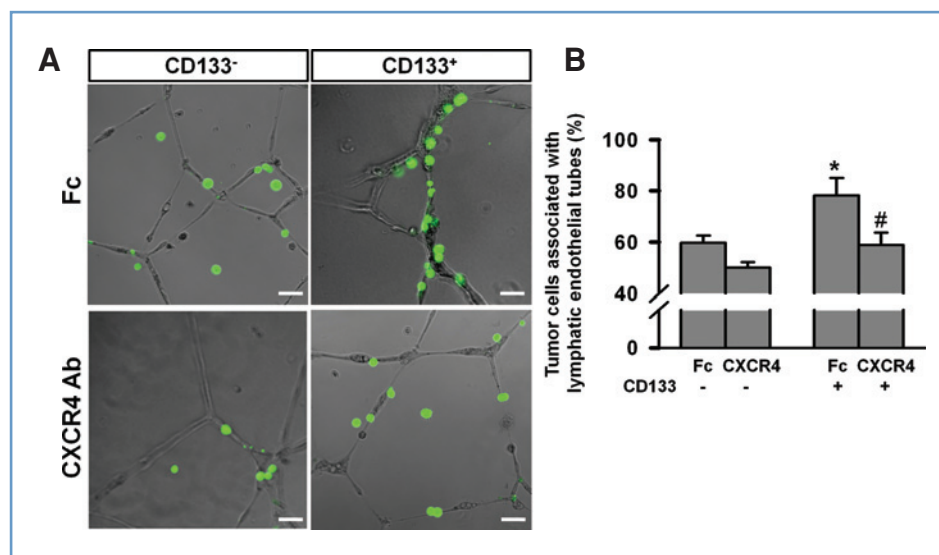 A
CD133- CD133+
Fc
CXCR4 Ab
B
Tumor cells associated with
lymphatic endothelial tubes (%)
100
80
60
40
0
*
#
Fc CXCR4 Fc CXCR4
CD133 - - + +